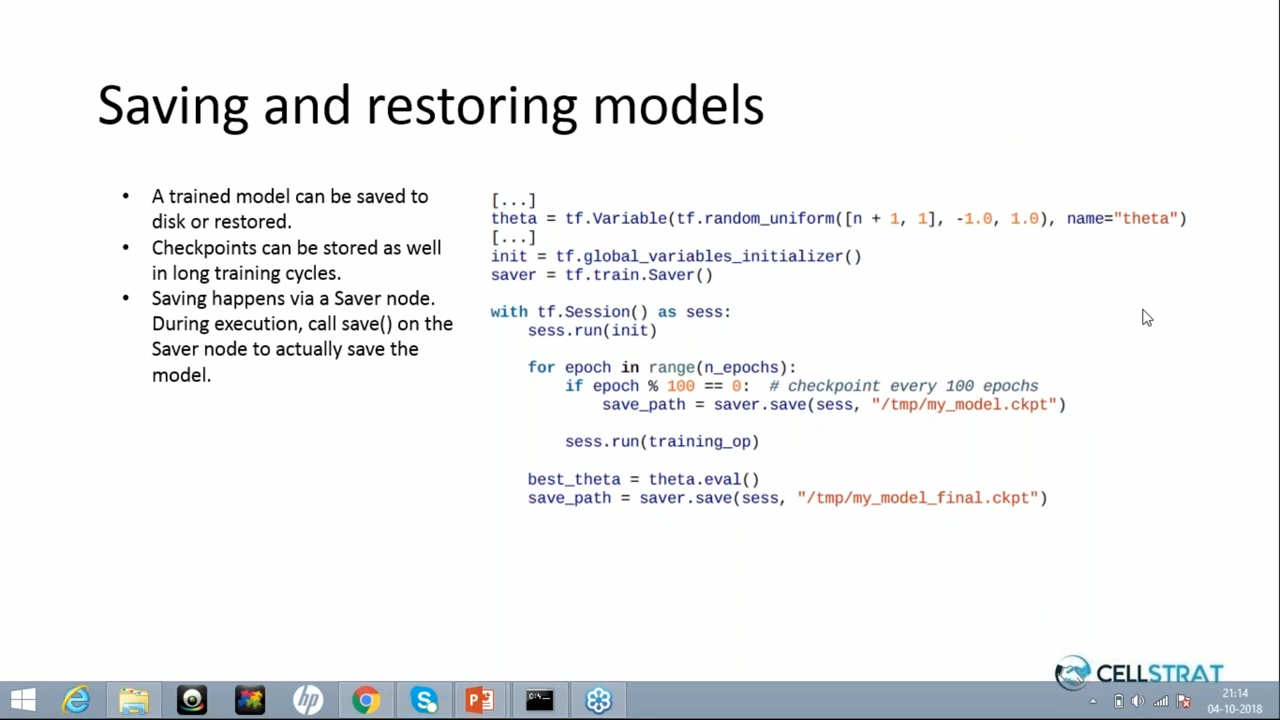 Saving and restoring models
• A trained model can be saved to
disk or restored.
• Checkpoints can be stored as well
in long training cycles.
• Saving happens via a Saver node.
During execution, call save() on the
Saver node to actually save the
model.
[...]
theta = tf.Variable(tf.random_uniform([n + 1, 1], -1.0, 1.0), name="theta")
[...]
init = tf.global_variables_initializer()
saver = tf.train.Saver()
with tf.Session() as sess:
    sess.run(init)
    for epoch in range(n_epochs):
        if epoch % 100 == 0:  # checkpoint every 100 epochs
            save_path = saver.save(sess, "/tmp/my_model.ckpt")
        sess.run(training_op)
    best_theta = theta.eval()
    save_path = saver.save(sess, "/tmp/my_model_final.ckpt")
CELLSTRAT
21:14
04-10-2018